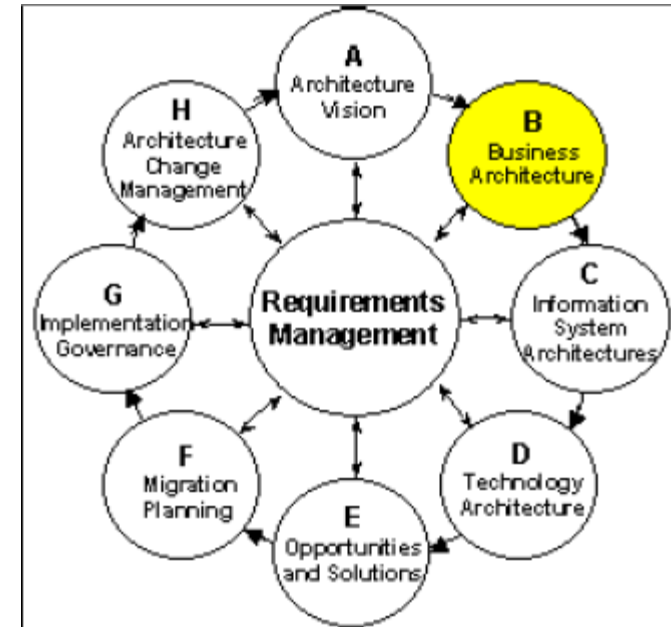 A
Architecture
Vision
B
Business
Architecture
C
Information
System
Architectures
D
Technology
Architecture
E
Opportunities
and Solutions
F
Migration
Planning
G
Implementation
Governance
H
Architecture
Change
Management
Requirements
Management